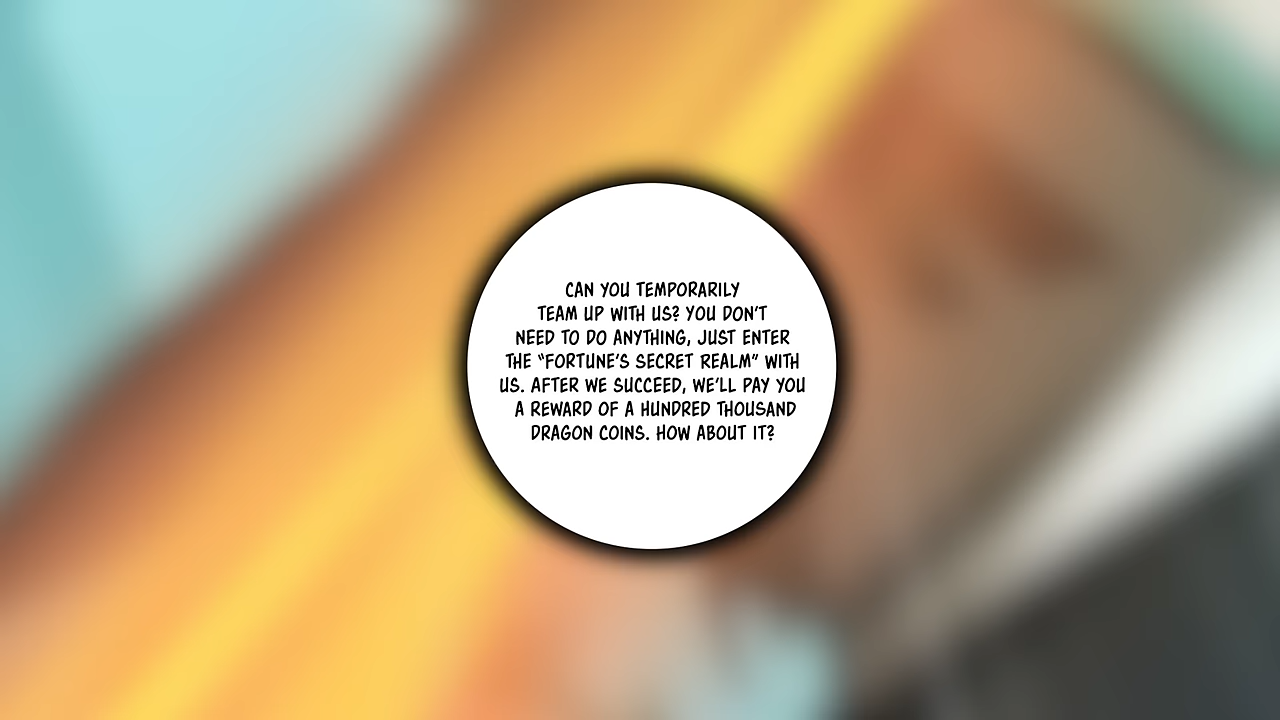 CAN YOU TEMPORARILY
TEAM UP WITH US? YOU DON'T
NEED TO DO ANYTHING, JUST ENTER
THE "FORTUNE'S SECRET REALM" WITH
US. AFTER WE SUCCEED, WE'LL PAY YOU
A REWARD OF A HUNDRED THOUSAND
DRAGON COINS. HOW ABOUT IT?